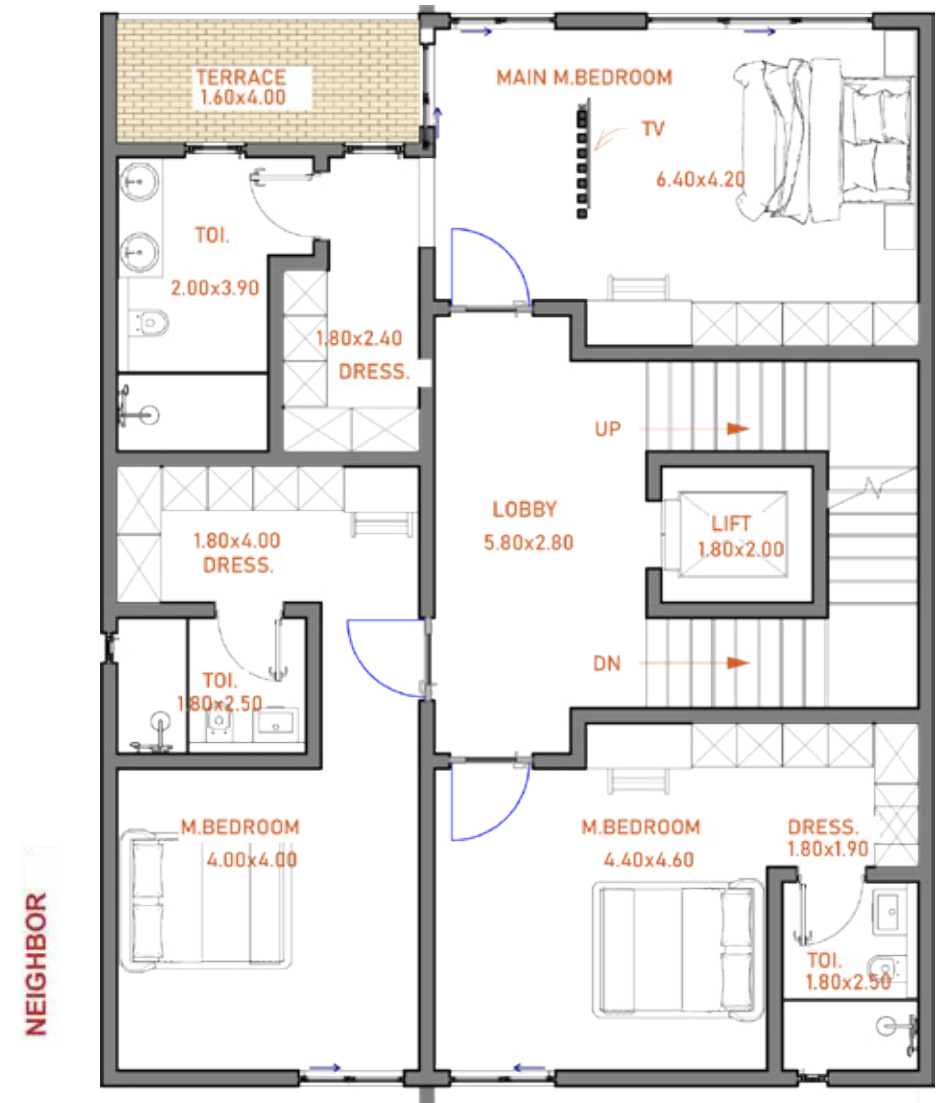 TERRACE
1.60x4.00
MAIN M.BEDROOM
TV
6.40x4.20
TOI.
2.00x3.90
1.80x2.40
DRESS.
UP
LOBBY
5.80x2.80
LIFT
1.80x2.00
1.80x4.00
DRESS.
DN
TOI.
1.80x2.50
M.BEDROOM
4.00x4.00
M.BEDROOM
4.40x4.60
DRESS.
1.80x1.90
TOI.
1.80x2.50
NEIGHBOR